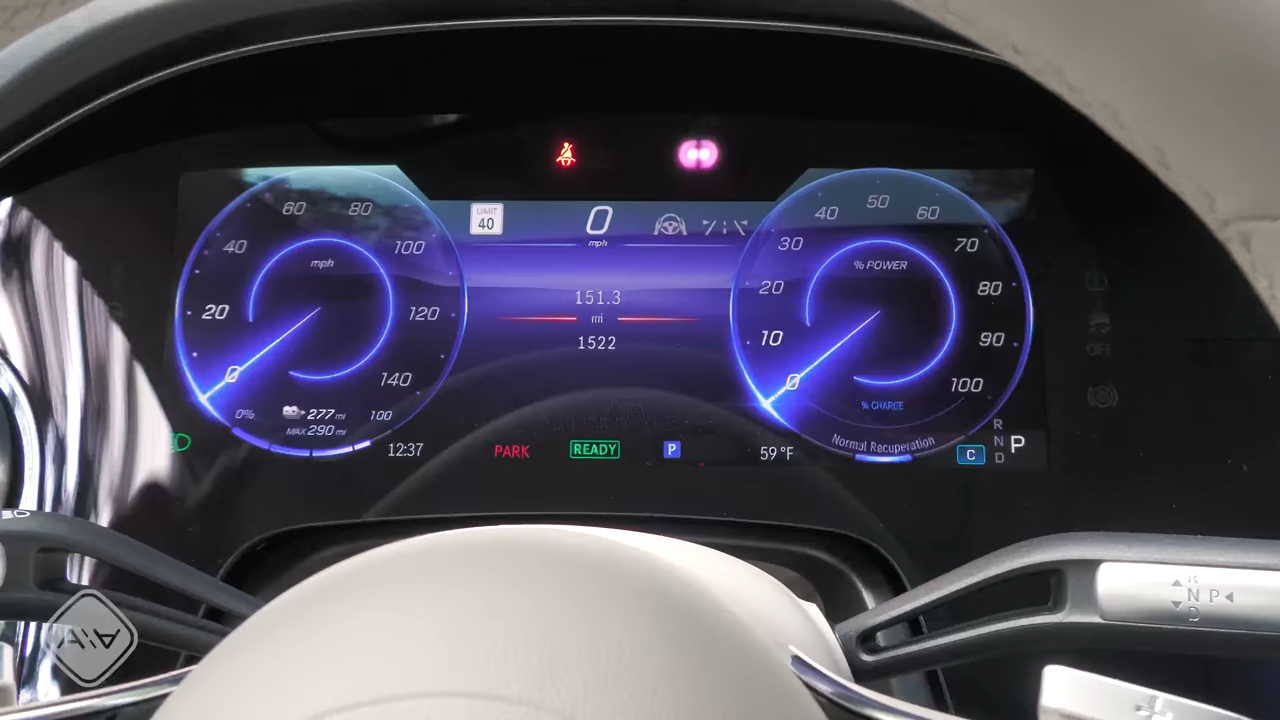 LIMIT
40
0
mph
151.3
mi
1522
mph
0
20
40
60
80
100
120
140
0% 277 mi 100
MAX 290 mi
12:37
PARK
READY
P
59 °F
% POWER
0
10
20
30
40
50
60
70
80
90
100
% CHARGE
Normal Recuperation
C
R
N
D
P
OFF
R
N P
D